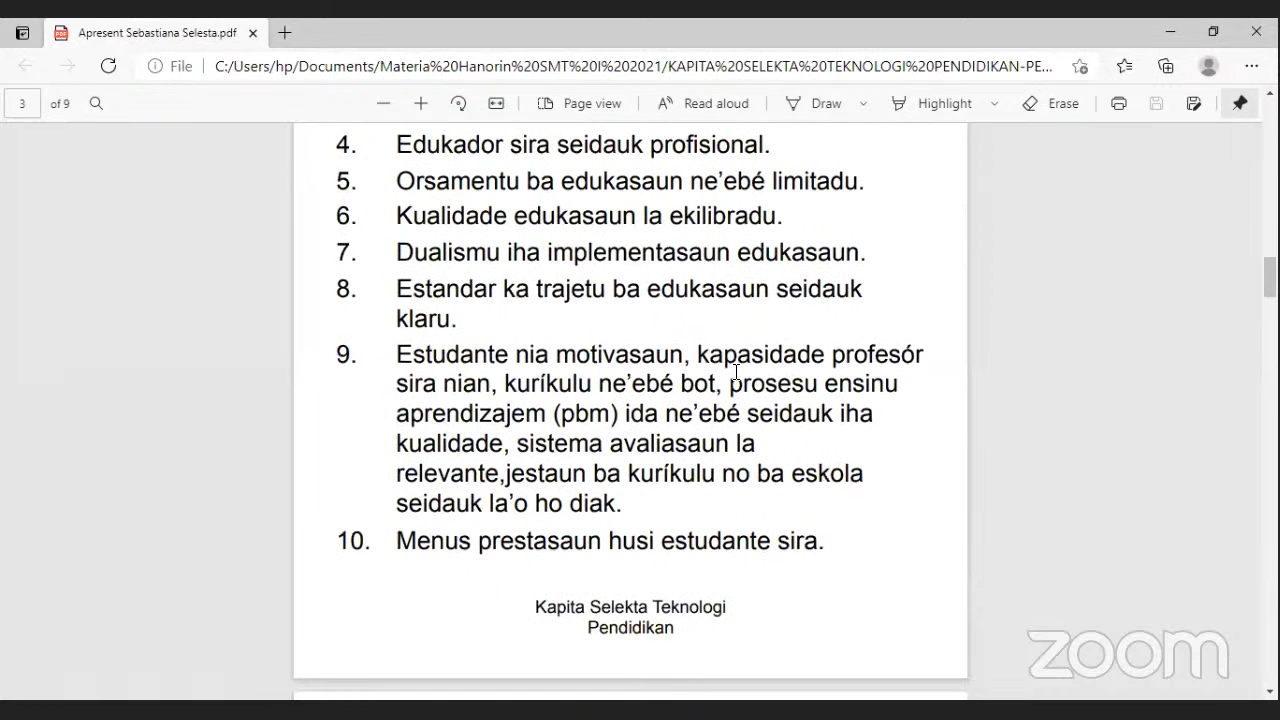 Apresent Sebastiana Selesta.pdf
File C:/Users/hp/Documents/Materia%20Hanorin%20SMT%20I%202021/KAPITA%20SELEKTA%20TEKNOLOGI%20PENDIDIKAN-PE...
3 of 9 Page view Read aloud Draw Highlight Erase
4. Edukador sira seidauk profisional.
5. Orsamentu ba edukasaun ne’ebé limitadu.
6. Kualidade edukasaun la ekilibradu.
7. Dualismu iha implementasaun edukasaun.
8. Estandar ka trajetu ba edukasaun seidauk
klaru.
9. Estudante nia motivasaun, kapasidade profesór
sira nian, kuríkulu ne’ebé bot, prosesu ensinu
aprendizajem (pbm) ida ne’ebé seidauk iha
kualidade, sistema avaliasaun la
relevante,jestaun ba kuríkulu no ba eskola
seidauk la’o ho diak.
10. Menus prestasaun husi estudante sira.
Kapita Selekta Teknologi
Pendidikan
zoom